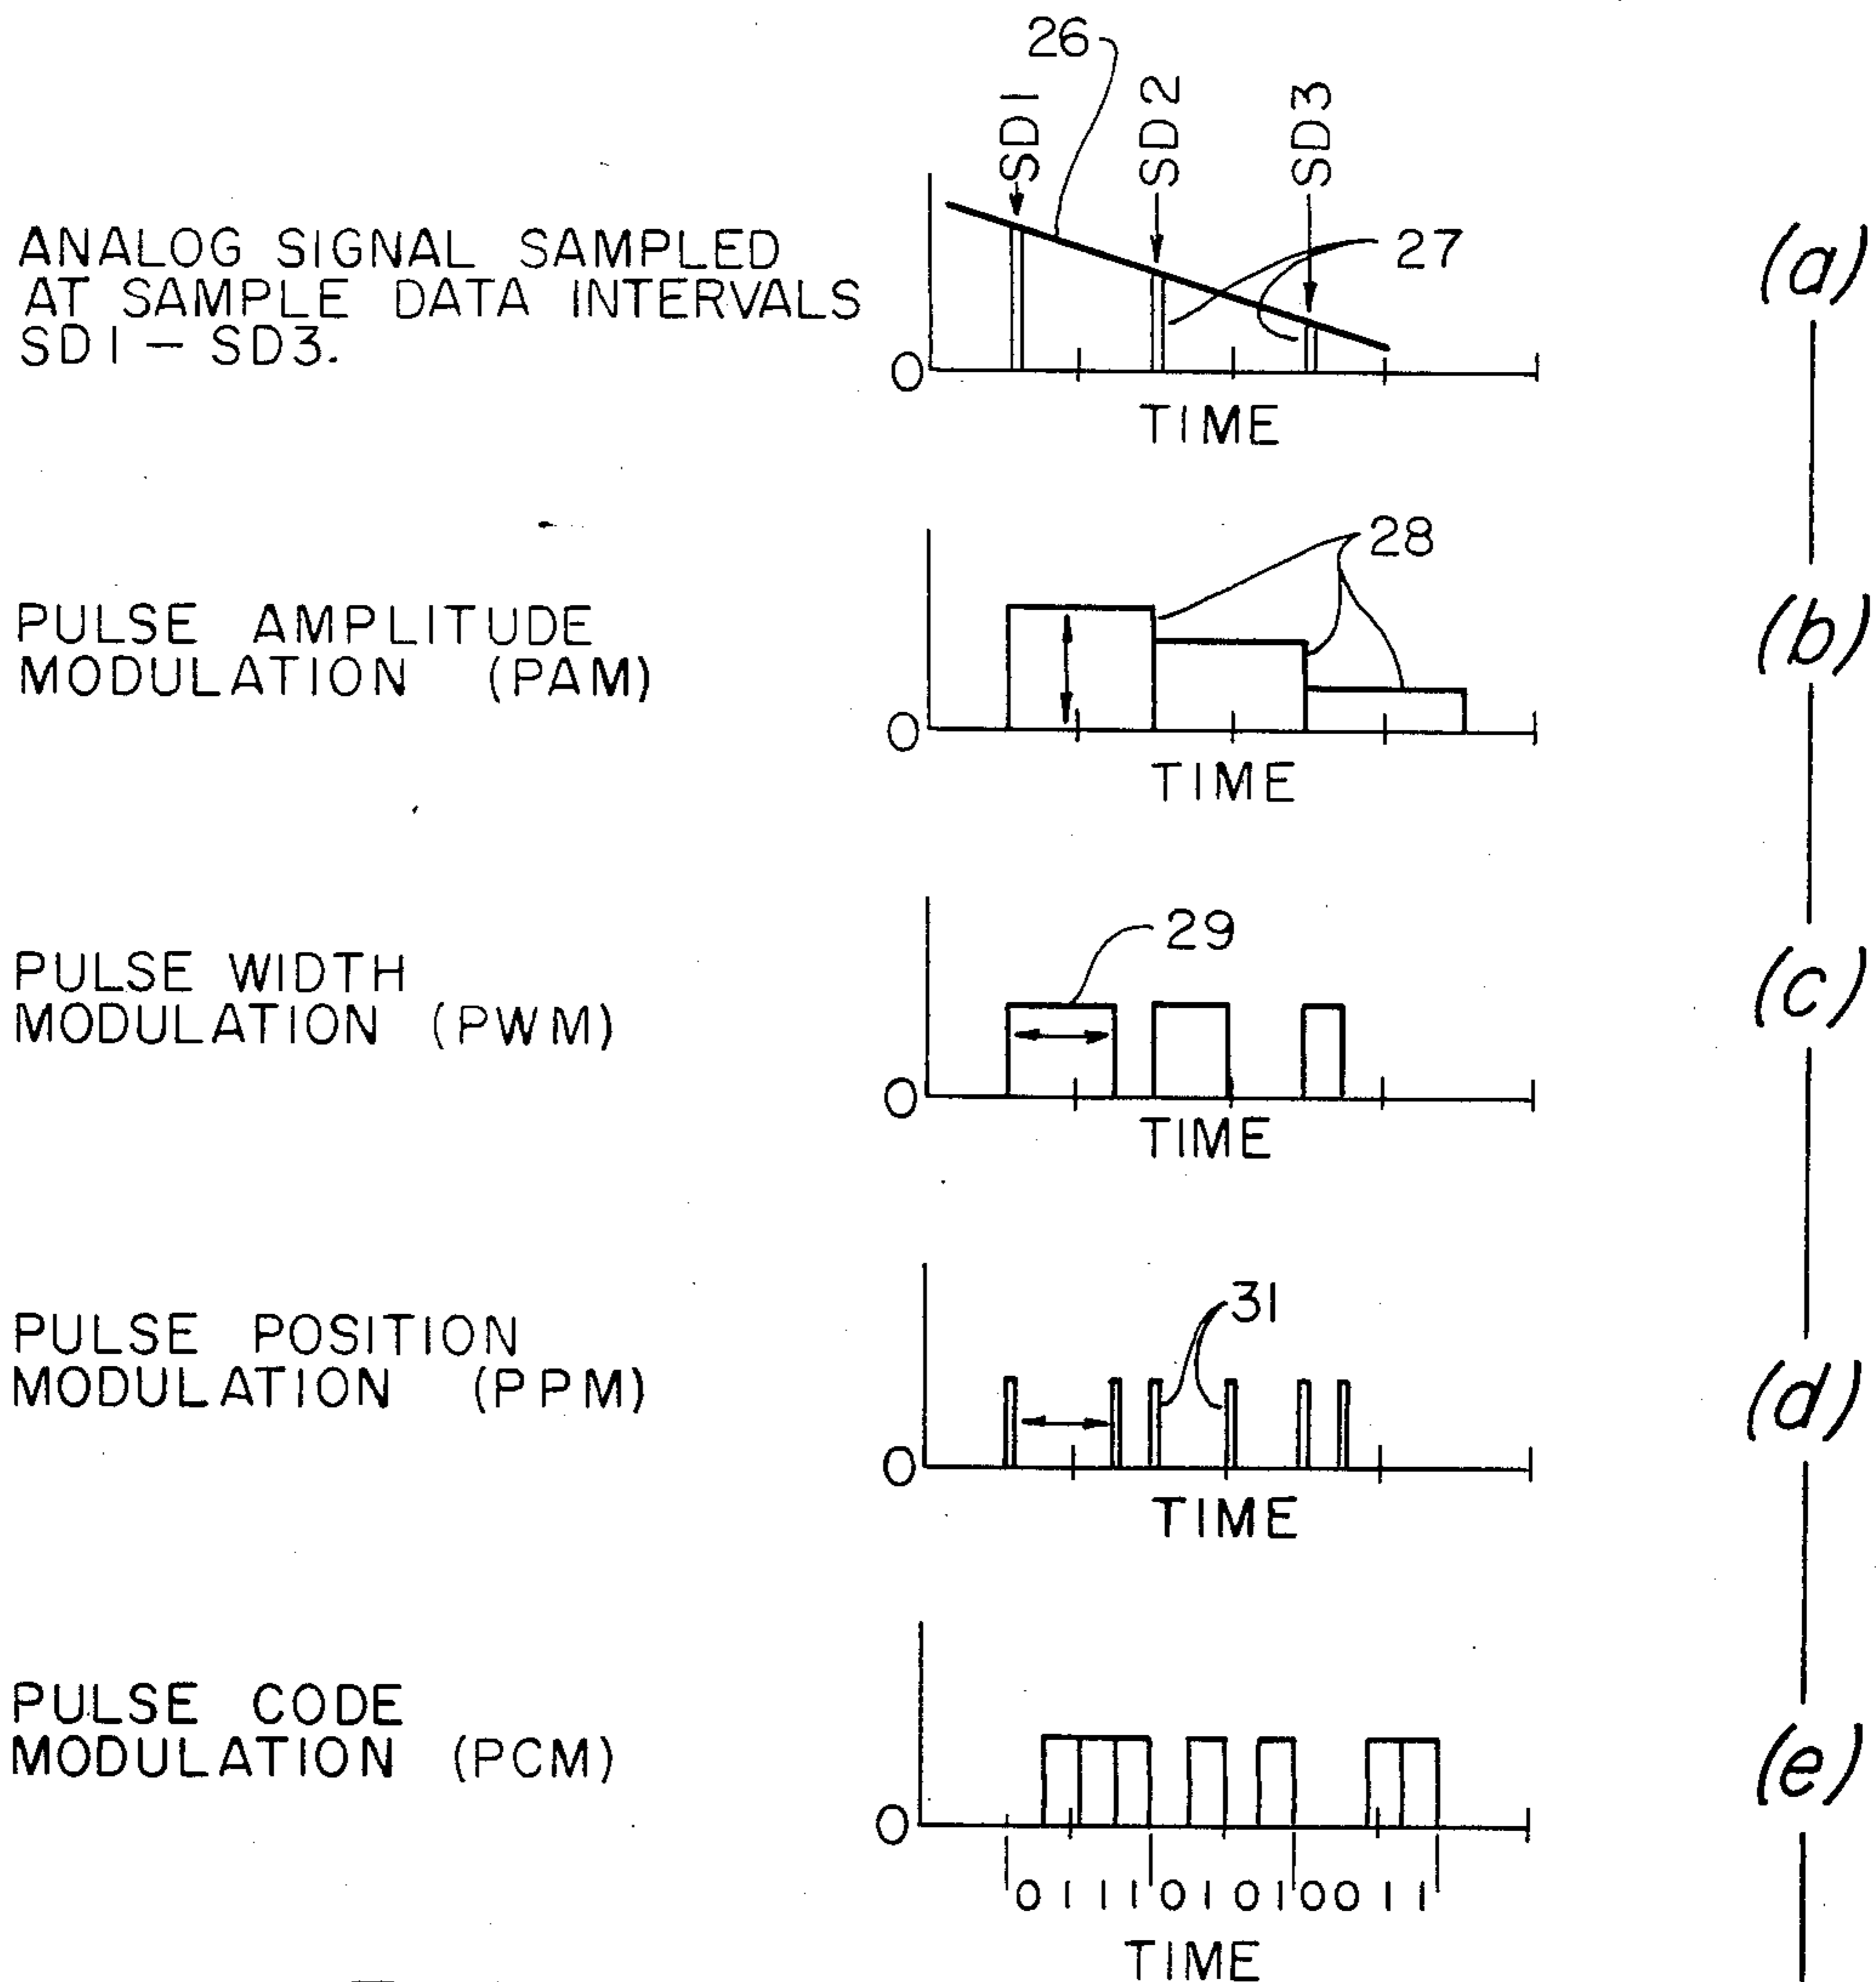 26
SD1
SD2
SD3
ANALOG SIGNAL SAMPLED
AT SAMPLE DATA INTERVALS
SD1 — SD3.
27
(a)
0
TIME
28
PULSE AMPLITUDE
MODULATION (PAM)
(b)
0
TIME
29
PULSE WIDTH
MODULATION (PWM)
(c)
0
TIME
31
PULSE POSITION
MODULATION (PPM)
(d)
0
TIME
PULSE CODE
MODULATION (PCM)
(e)
0
0111 0101 0011
TIME